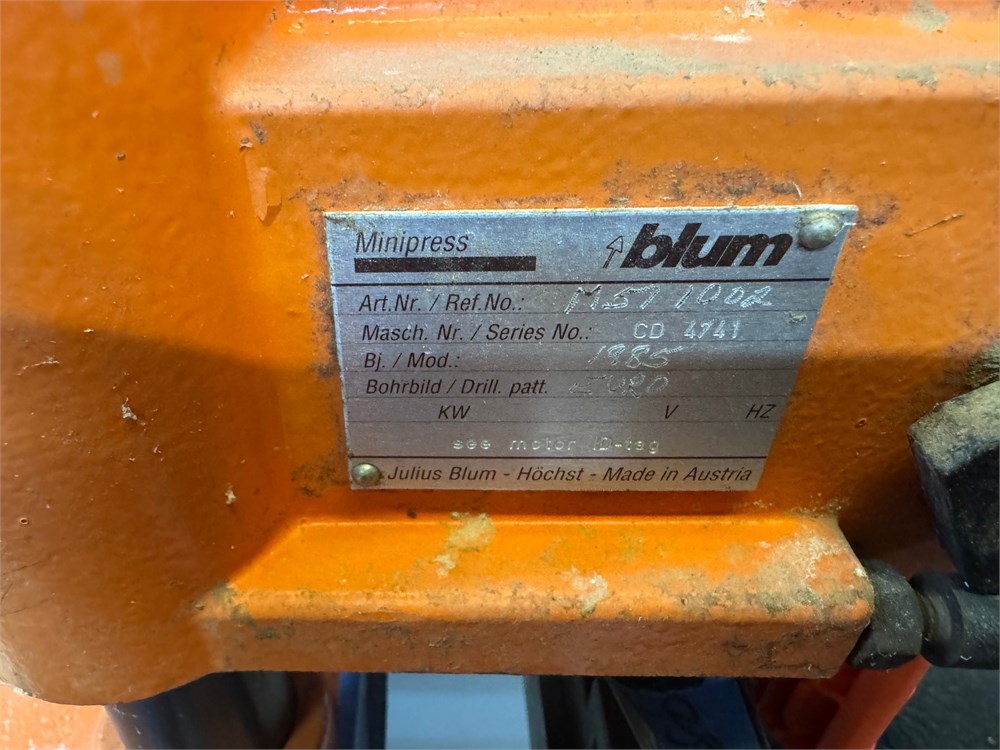 Minipress
blum
Art.Nr. / Ref.No.: M57 1002
Masch. Nr. / Series No.: CD 4741
Bj. / Mod.: 1985
Bohrbild / Drill. patt.
KW V HZ
see motor ID-tag
Julius Blum - Höchst - Made in Austria